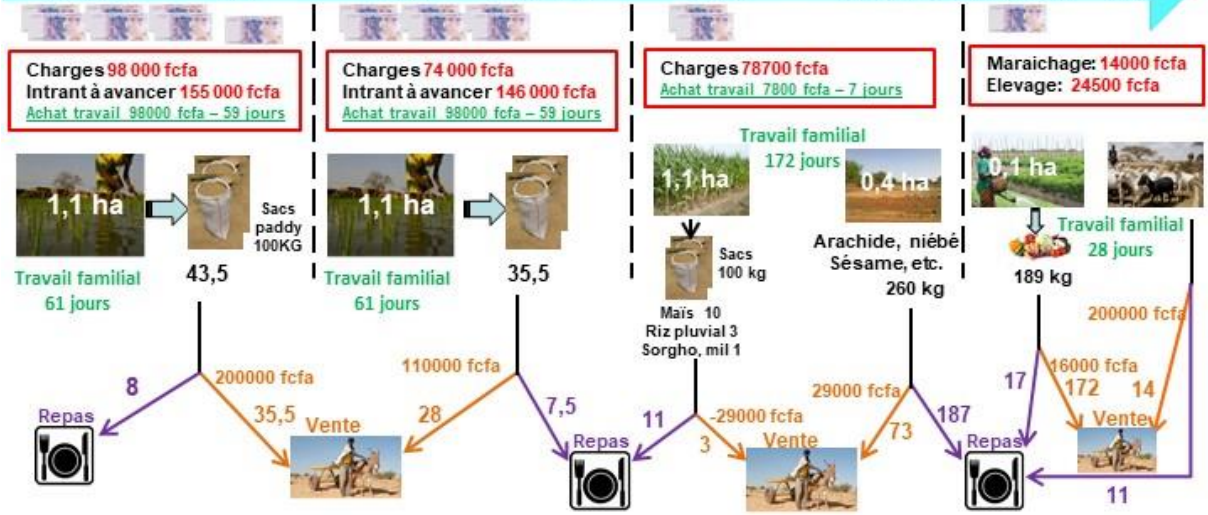 Charges 98 000 fcfa
Intrant à avancer 155 000 fcfa
Achat travail 98000 fcfa – 59 jours
1,1 ha
Sacs
paddy
100KG
Travail familial
61 jours
43,5
8
200000 fcfa
35,5
Repas
Vente
Charges 74 000 fcfa
Intrant à avancer 146 000 fcfa
Achat travail 98000 fcfa – 59 jours
1,1 ha
Travail familial
61 jours
35,5
110000 fcfa
28
7,5
Repas
Charges 78700 fcfa
Achat travail 7800 fcfa – 7 jours
Travail familial
172 jours
1,1 ha
0,4 ha
Sacs
100 kg
Maïs 10
Riz pluvial 3
Sorgho, mil 1
Arachide, niébé
Sésame, etc.
260 kg
11
-29000 fcfa
3
Vente
29000 fcfa
73
187
Repas
Maraichage: 14000 fcfa
Elevage: 24500 fcfa
0,1 ha
Travail familial
28 jours
189 kg
200000 fcfa
17
16000 fcfa
172
14
Vente
11